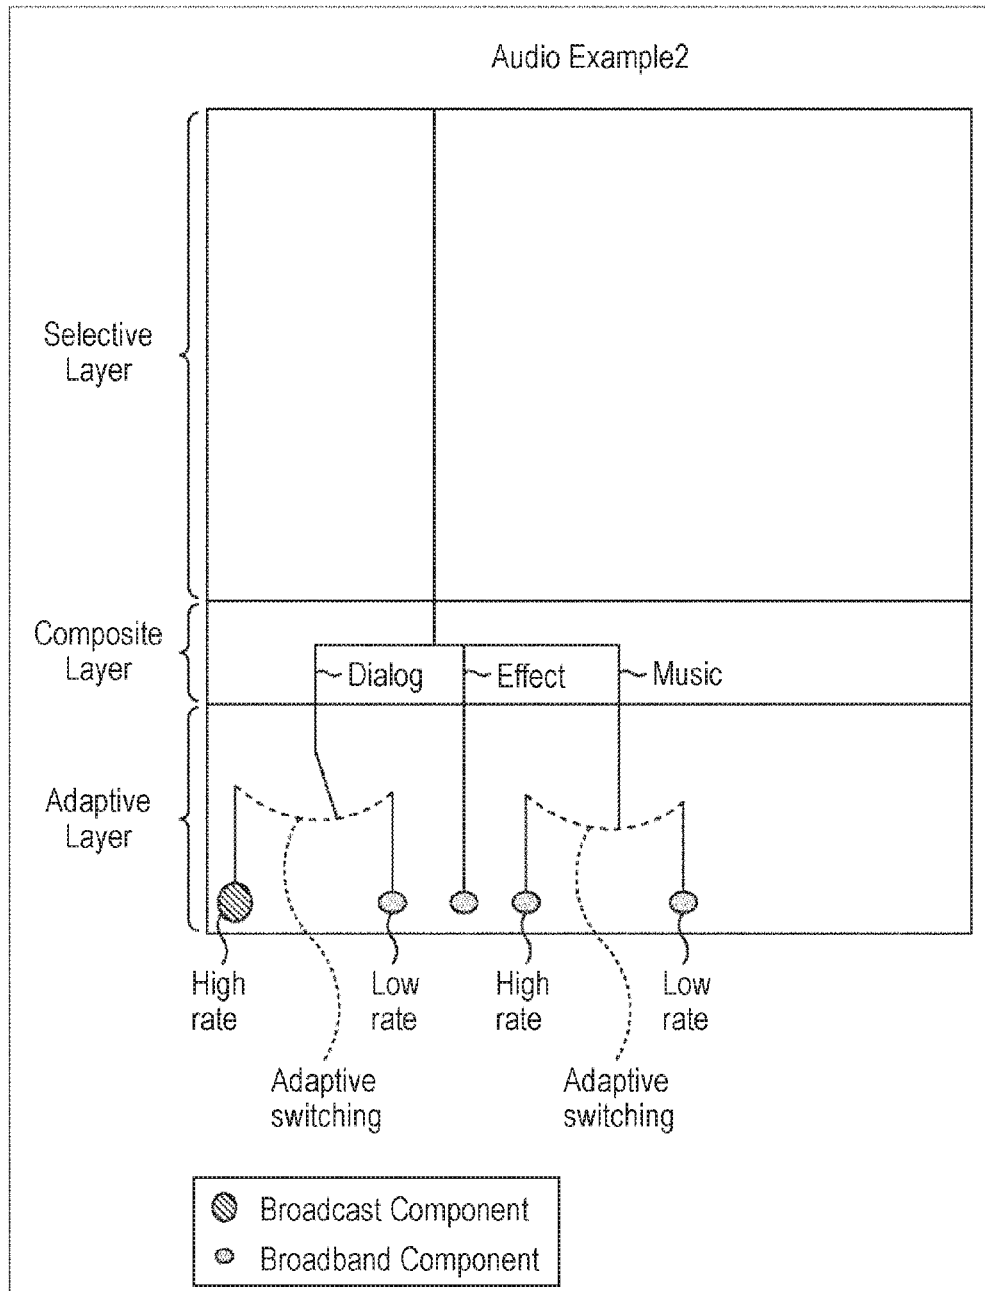 Audio Example2
Selective
Layer
Composite
Layer
Dialog
Effect
Music
Adaptive
Layer
High
rate
Low
rate
High
rate
Low
rate
Adaptive
switching
Adaptive
switching
Broadcast Component
Broadband Component